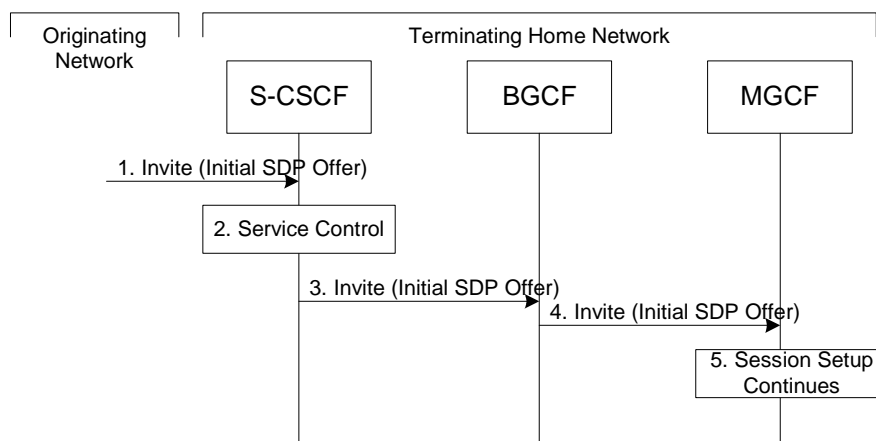 Originating
Network
Terminating Home Network
S-CSCF
BGCF
MGCF
1. Invite (Initial SDP Offer)
2. Service Control
3. Invite (Initial SDP Offer)
4. Invite (Initial SDP Offer)
5. Session Setup
Continues